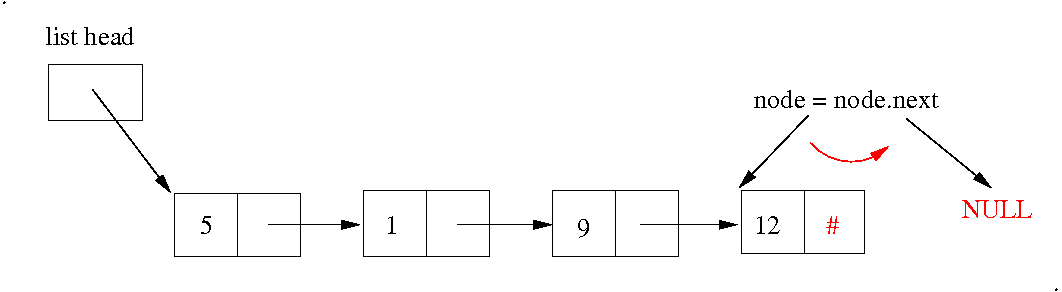 list head
node = node.next
NULL
5 1 9 12 #